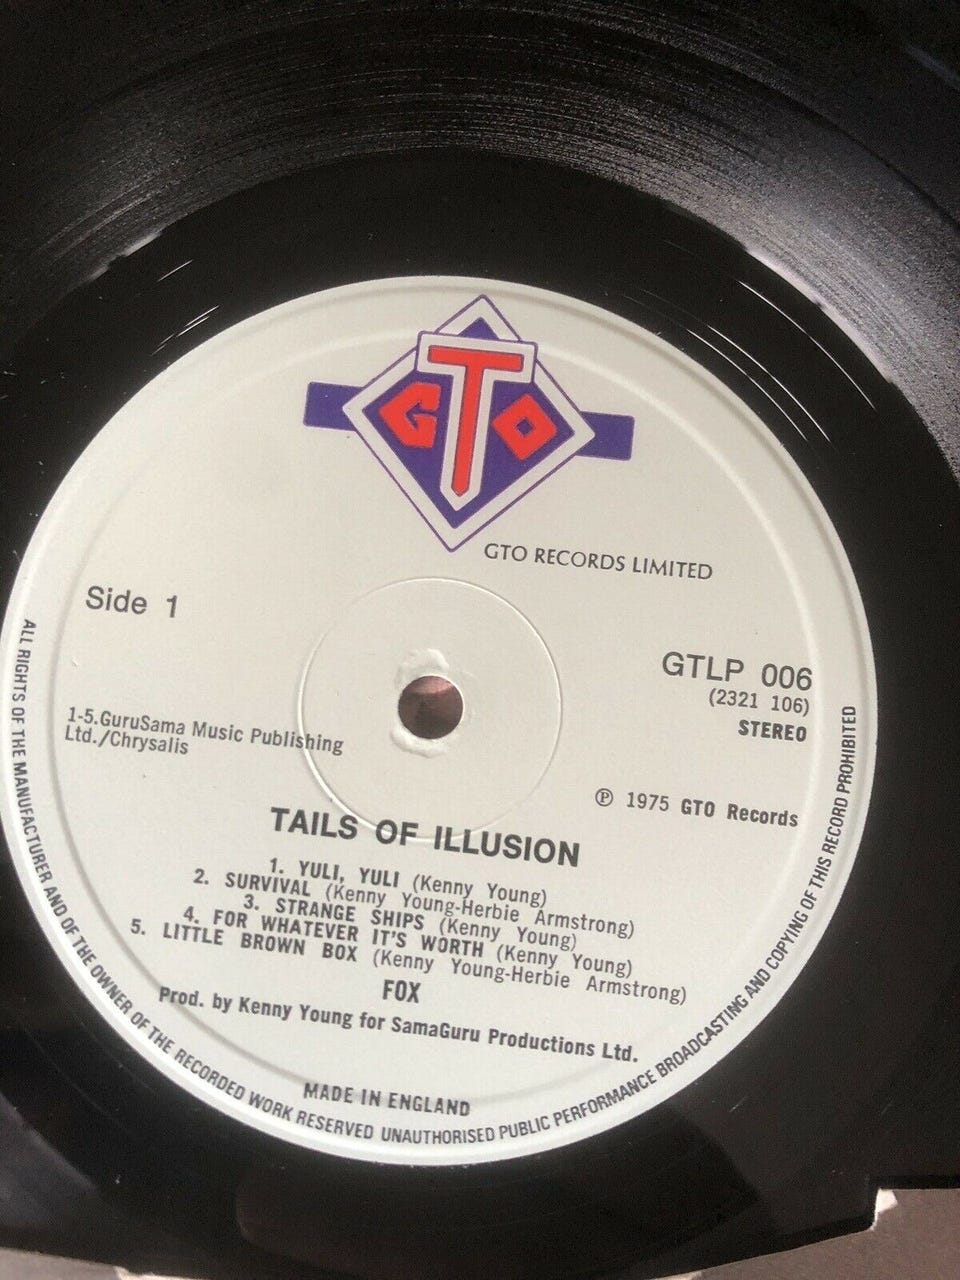 GTO
GTO RECORDS LIMITED
Side 1
GTLP 006
(2321 106)
STEREO
1-5.GuruSama Music Publishing
Ltd./Chrysalis
℗ 1975 GTO Records
TAILS OF ILLUSION
1. YULI, YULI (Kenny Young)
2. SURVIVAL (Kenny Young-Herbie Armstrong)
3. STRANGE SHIPS (Kenny Young)
4. FOR WHATEVER IT'S WORTH (Kenny Young)
5. LITTLE BROWN BOX (Kenny Young-Herbie Armstrong)
FOX
Prod. by Kenny Young for SamaGuru Productions Ltd.
MADE IN ENGLAND
ALL RIGHTS OF THE MANUFACTURER AND OF THE OWNER OF THE RECORDED WORK RESERVED UNAUTHORISED PUBLIC PERFORMANCE BROADCASTING AND COPYING OF THIS RECORD PROHIBITED